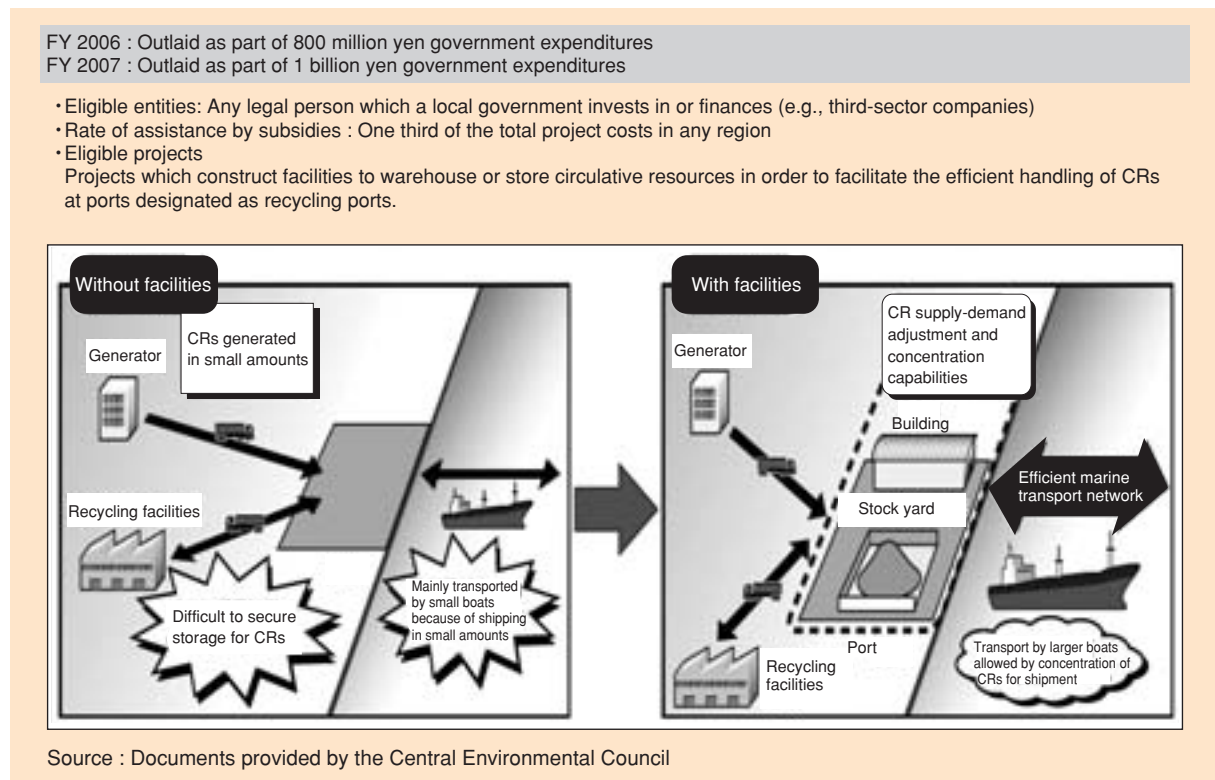 FY 2006 : Outlaid as part of 800 million yen government expenditures
FY 2007 : Outlaid as part of 1 billion yen government expenditures
・Eligible entities: Any legal person which a local government invests in or finances (e.g., third-sector companies)
・Rate of assistance by subsidies : One third of the total project costs in any region
・Eligible projects
Projects which construct facilities to warehouse or store circulative resources in order to facilitate the efficient handling of CRs
at ports designated as recycling ports.
Without facilities
CRs generated
in small amounts
Generator
Recycling facilities
Difficult to secure
storage for CRs
Mainly transported
by small boats
because of shipping
in small amounts
With facilities
CR supply-demand
adjustment and
concentration
capabilities
Generator
Building
Efficient marine
transport network
Stock yard
Port
Recycling
facilities
Transport by larger boats
allowed by concentration of
CRs for shipment
Source : Documents provided by the Central Environmental Council